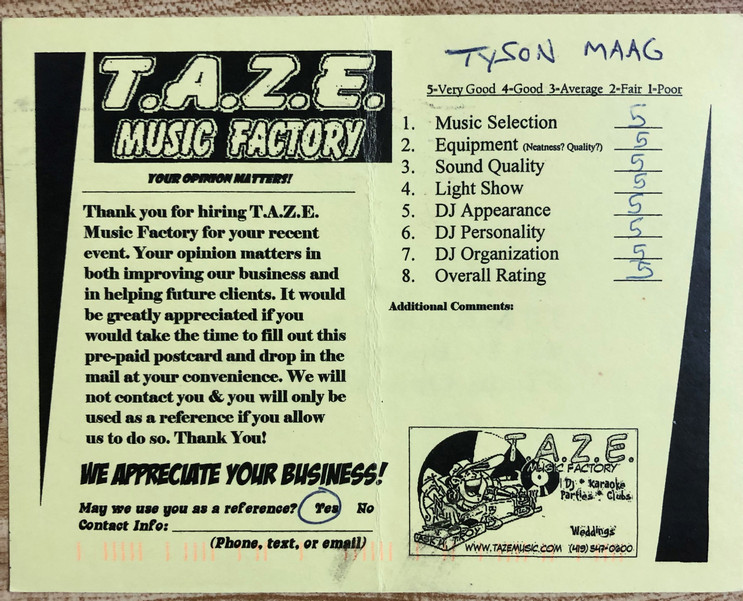 T.A.Z.E.
MUSIC FACTORY
YOUR OPINION MATTERS!
Thank you for hiring T.A.Z.E.
Music Factory for your recent
event. Your opinion matters in
both improving our business and
in helping future clients. It would
be greatly appreciated if you
would take the time to fill out this
pre-paid postcard and drop in the
mail at your convenience. We will
not contact you & you will only be
used as a reference if you allow
us to do so. Thank You!
WE APPRECIATE YOUR BUSINESS!
May we use you as a reference? Yes No
Contact Info:
(Phone, text, or email)
TYSON MAAG
5-Very Good 4-Good 3-Average 2-Fair 1-Poor
1. Music Selection 5
2. Equipment (Neatness? Quality?) 5
3. Sound Quality 5
4. Light Show 5
5. DJ Appearance 5
6. DJ Personality 5
7. DJ Organization 5
8. Overall Rating 5
Additional Comments:
T.A.Z.E.
MUSIC FACTORY
Dj * Karaoke
Parties * Clubs
Weddings
WWW.TAZEMUSIC.COM (419) 547-0600